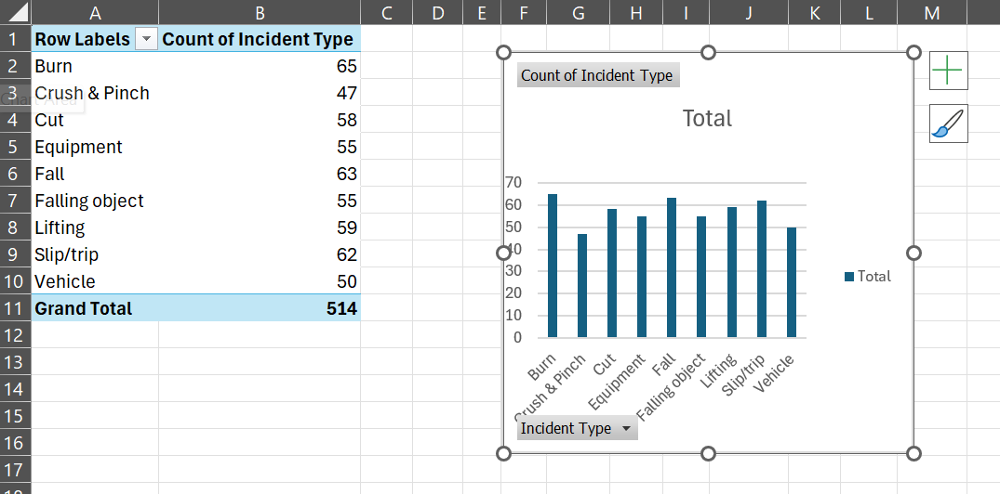 A B C D E F G H I J K L M
1 Row Labels Count of Incident Type
2 Burn 65
3 Crush & Pinch 47
4 Cut 58
5 Equipment 55
6 Fall 63
7 Falling object 55
8 Lifting 59
9 Slip/trip 62
10 Vehicle 50
11 Grand Total 514
12
13
14
15
16
17
Count of Incident Type
Total
70
60
50
40
30
20
10
0
Total
Burn
Crush & Pinch
Cut
Equipment
Fall
Falling object
Lifting
Slip/trip
Vehicle
Incident Type